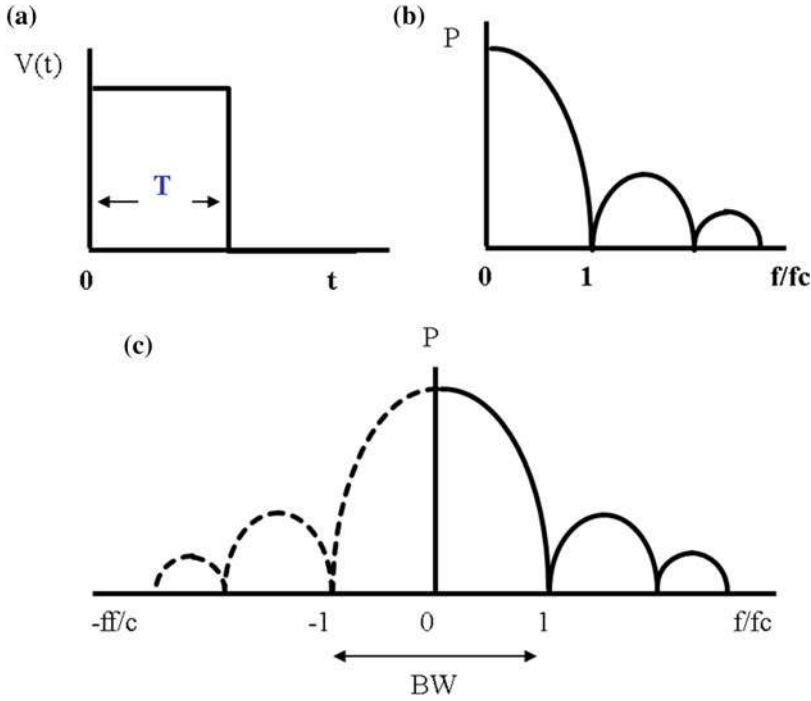 (a)
V(t)
T
0 t
(b)
P
0 1 f/fc
(c)
P
-ff/c -1 0 1 f/fc
BW